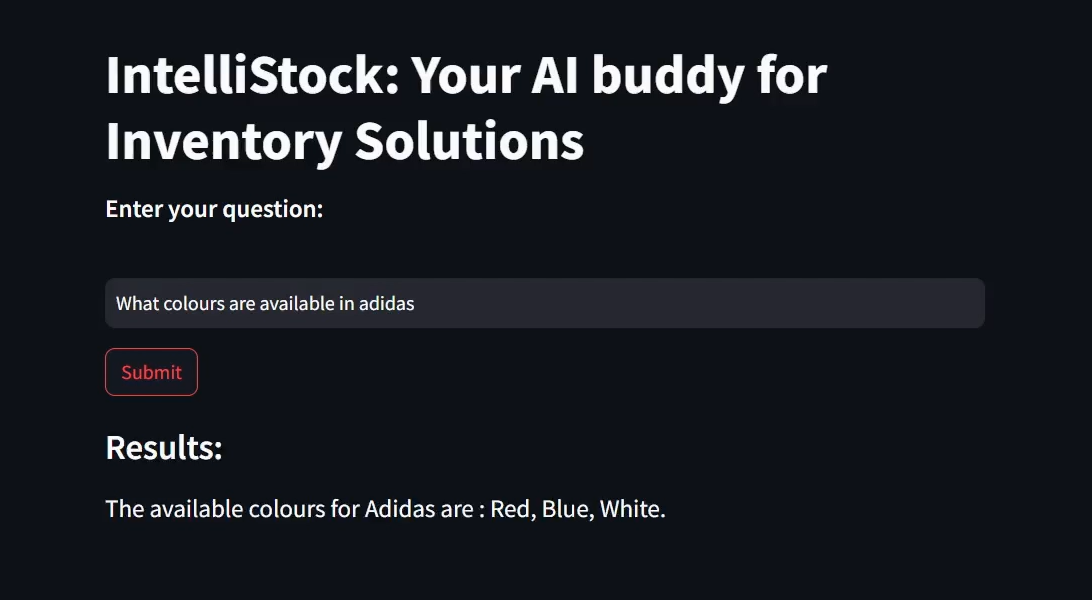 IntelliStock: Your AI buddy for
Inventory Solutions
Enter your question:
What colours are available in adidas
Submit
Results:
The available colours for Adidas are : Red, Blue, White.